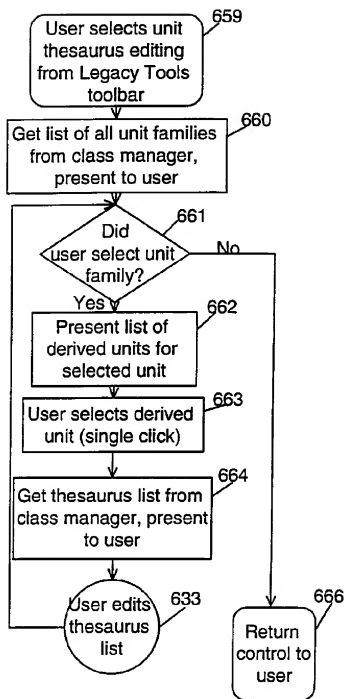 659
User selects unit
thesaurus editing
from Legacy Tools
toolbar
660
Get list of all unit families
from class manager,
present to user
661
Did
user select unit
family?
No
Yes
662
Present list of
derived units for
selected unit
663
User selects derived
unit (single click)
664
Get thesaurus list from
class manager, present
to user
User edits
thesaurus
list
633
666
Return
control to
user